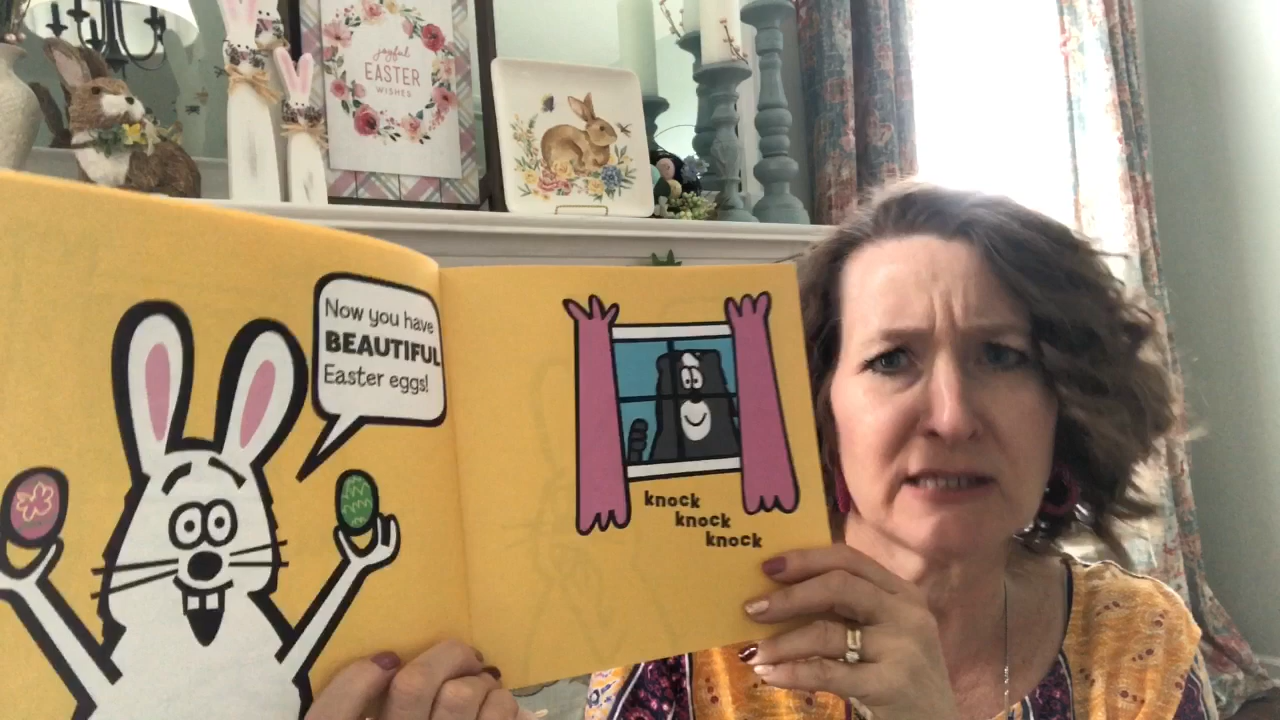 joyful
EASTER
WISHES
Now you have
BEAUTIFUL
Easter eggs!
knock
knock
knock